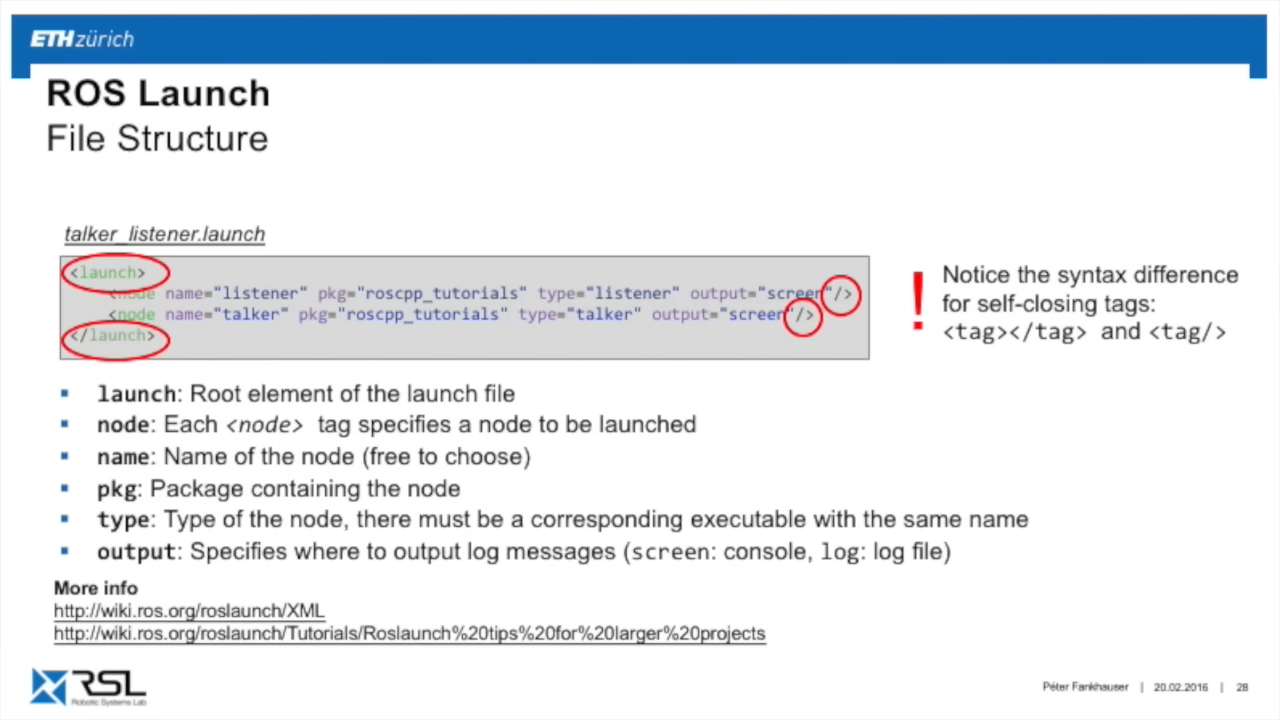 ETH zürich
ROS Launch
File Structure
talker_listener.launch
<launch>
<node name="listener" pkg="roscpp_tutorials" type="listener" output="screen"/>
<node name="talker" pkg="roscpp_tutorials" type="talker" output="screen"/>
</launch>
! Notice the syntax difference
for self-closing tags:
<tag></tag> and <tag/>
▪ launch: Root element of the launch file
▪ node: Each <node> tag specifies a node to be launched
▪ name: Name of the node (free to choose)
▪ pkg: Package containing the node
▪ type: Type of the node, there must be a corresponding executable with the same name
▪ output: Specifies where to output log messages (screen: console, log: log file)
More info
http://wiki.ros.org/roslaunch/XML
http://wiki.ros.org/roslaunch/Tutorials/Roslaunch%20tips%20for%20larger%20projects
RSL
Robotic Systems Lab
Péter Fankhauser | 20.02.2016 | 28